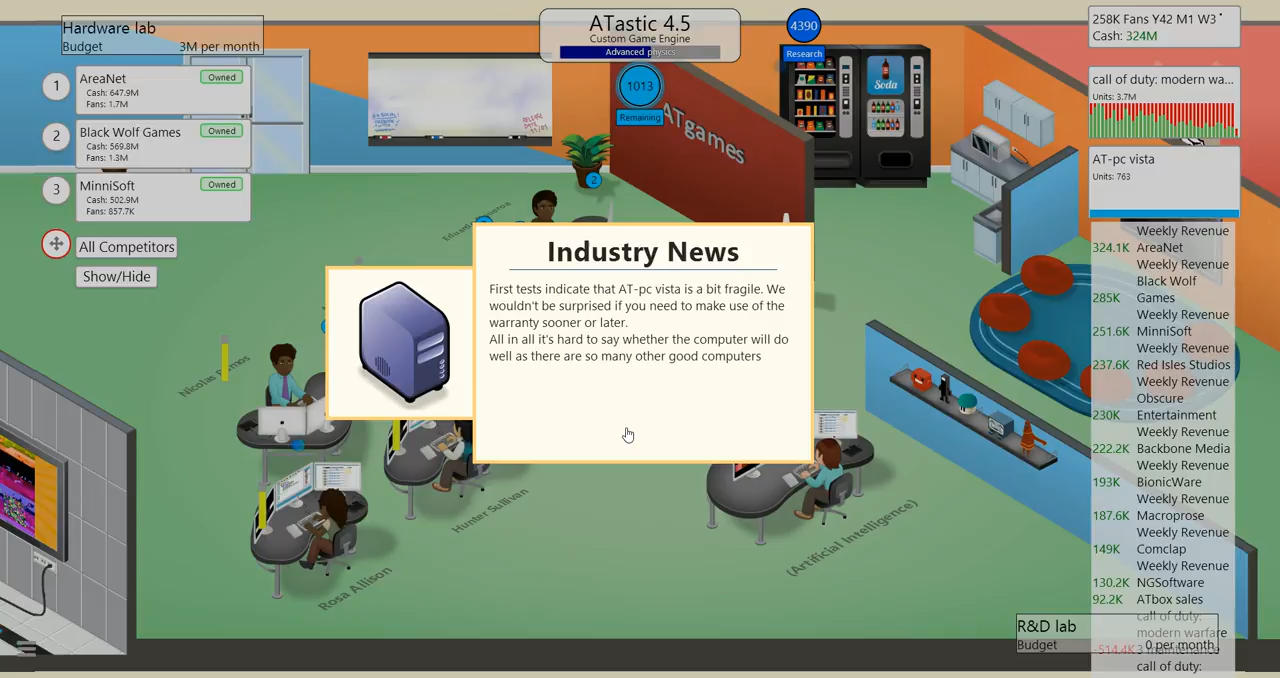 Hardware lab
Budget 3M per month
1
AreaNet
Owned
Cash: 647.9M
Fans: 1.7M
2
Black Wolf Games
Owned
Cash: 569.8M
Fans: 1.3M
3
MinniSoft
Owned
Cash: 502.9M
Fans: 857.7K
All Competitors
Show/Hide
ATastic 4.5
Custom Game Engine
Advanced physics
1013
Remaining
4390
Research
Soda
ATgames
2
258K Fans Y42 M1 W3
Cash: 324M
call of duty: modern wa...
Units: 3.7M
AT-pc vista
Units: 763
Industry News
First tests indicate that AT-pc vista is a bit fragile. We
wouldn't be surprised if you need to make use of the
warranty sooner or later.
All in all it's hard to say whether the computer will do
well as there are so many other good computers
Hunter Sullivan
Rosa Allison
(Artificial Intelligence)
Weekly Revenue
324.1K AreaNet
Weekly Revenue
Black Wolf
285K Games
Weekly Revenue
251.6K MinniSoft
Weekly Revenue
237.6K Red Isles Studios
Weekly Revenue
Obscure
230K Entertainment
Weekly Revenue
222.2K Backbone Media
Weekly Revenue
193K BionicWare
Weekly Revenue
187.6K Macroprose
Weekly Revenue
149K Comclap
Weekly Revenue
130.2K NGSoftware
92.2K ATbox sales
call of duty:
modern warfare
-514.4K 3 maintenance
call of duty:
R&D lab
Budget 0 per month